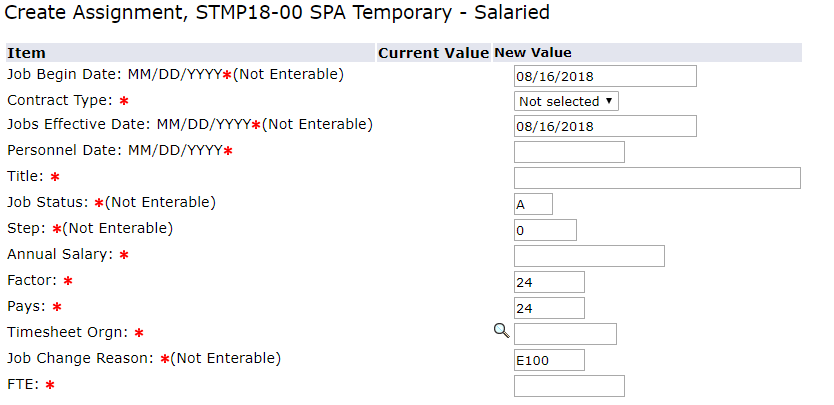 Create Assignment, STMP18-00 SPA Temporary - Salaried
Item Current Value New Value
Job Begin Date: MM/DD/YYYY*(Not Enterable) 08/16/2018
Contract Type: * Not selected
Jobs Effective Date: MM/DD/YYYY*(Not Enterable) 08/16/2018
Personnel Date: MM/DD/YYYY*
Title: *
Job Status: *(Not Enterable) A
Step: *(Not Enterable) 0
Annual Salary: *
Factor: * 24
Pays: * 24
Timesheet Orgn: *
Job Change Reason: *(Not Enterable) E100
FTE: *